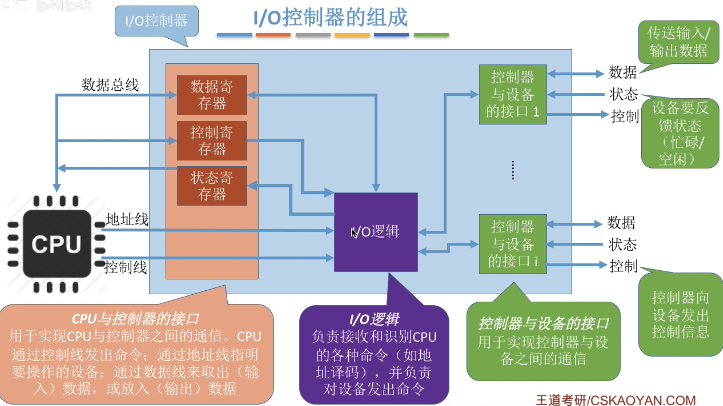 I/O控制器的组成
I/O控制器
传送输入/
输出数据
数据总线
数据寄
存器
控制寄
存器
状态寄
存器
控制器
与设备
的接口 1
数据
状态
控制
设备要反
馈状态
（忙碌/
空闲）
......
CPU
地址线
控制线
I/O逻辑
控制器
与设备
的接口 i
数据
状态
控制
控制器向
设备发出
控制信息
CPU与控制器的接口
用于实现CPU与控制器之间的通信。CPU
通过控制线发出命令；通过地址线指明
要操作的设备；通过数据线来取出（输
入）数据，或放入（输出）数据
I/O逻辑
负责接收和识别CPU
的各种命令（如地
址译码），并负责
对设备发出命令
控制器与设备的接口
用于实现控制器与设
备之间的通信
王道考研/CSKAOYAN.COM